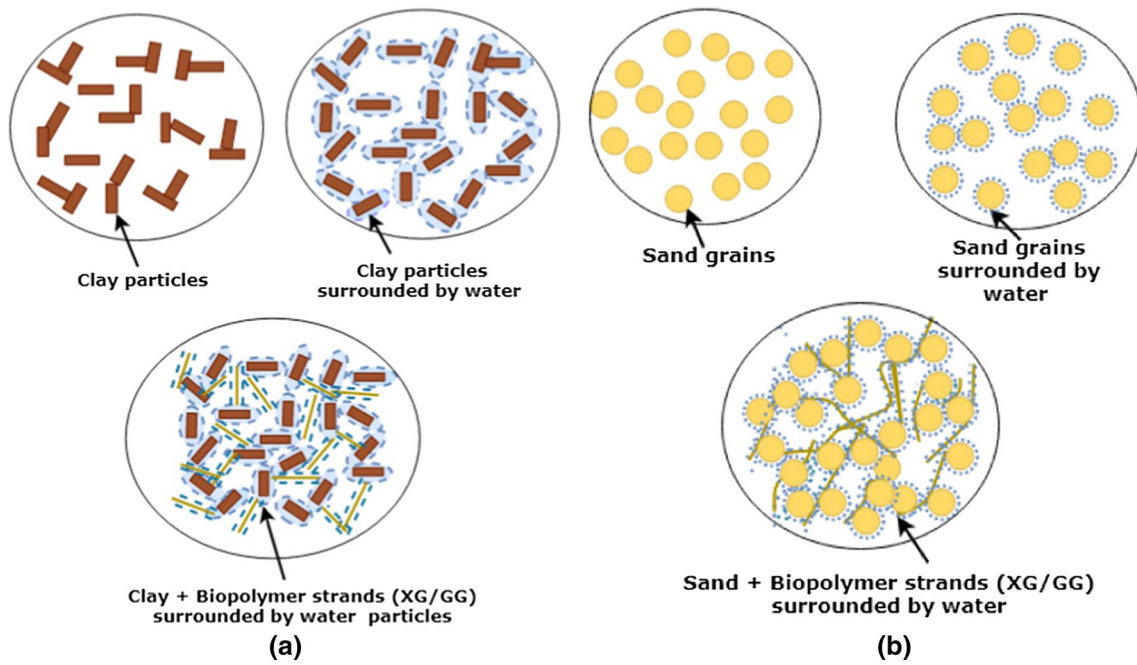 Clay particles
Clay particles
surrounded by water
Sand grains
Sand grains
surrounded by
water
Clay + Biopolymer strands (XG/GG)
surrounded by water particles
(a)
Sand + Biopolymer strands (XG/GG)
surrounded by water
(b)